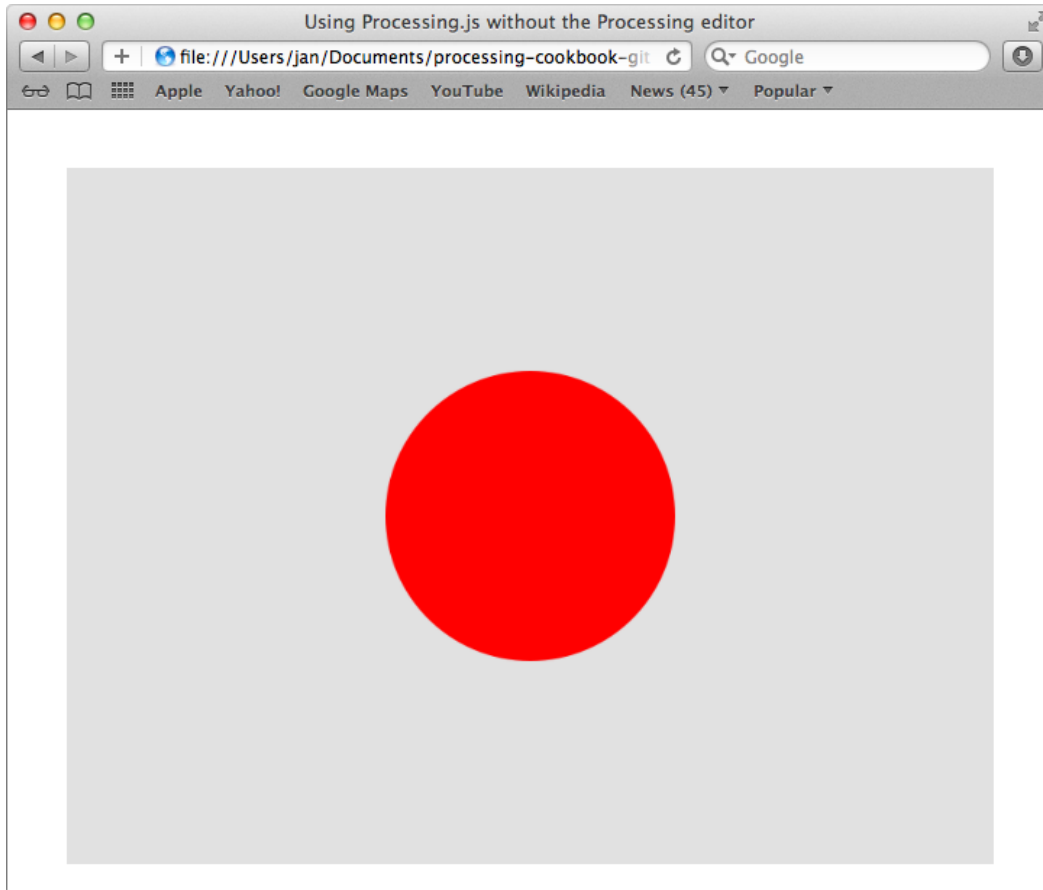 Using Processing.js without the Processing editor
file:///Users/jan/Documents/processing-cookbook-git
Google
Apple Yahoo! Google Maps YouTube Wikipedia News (45) Popular